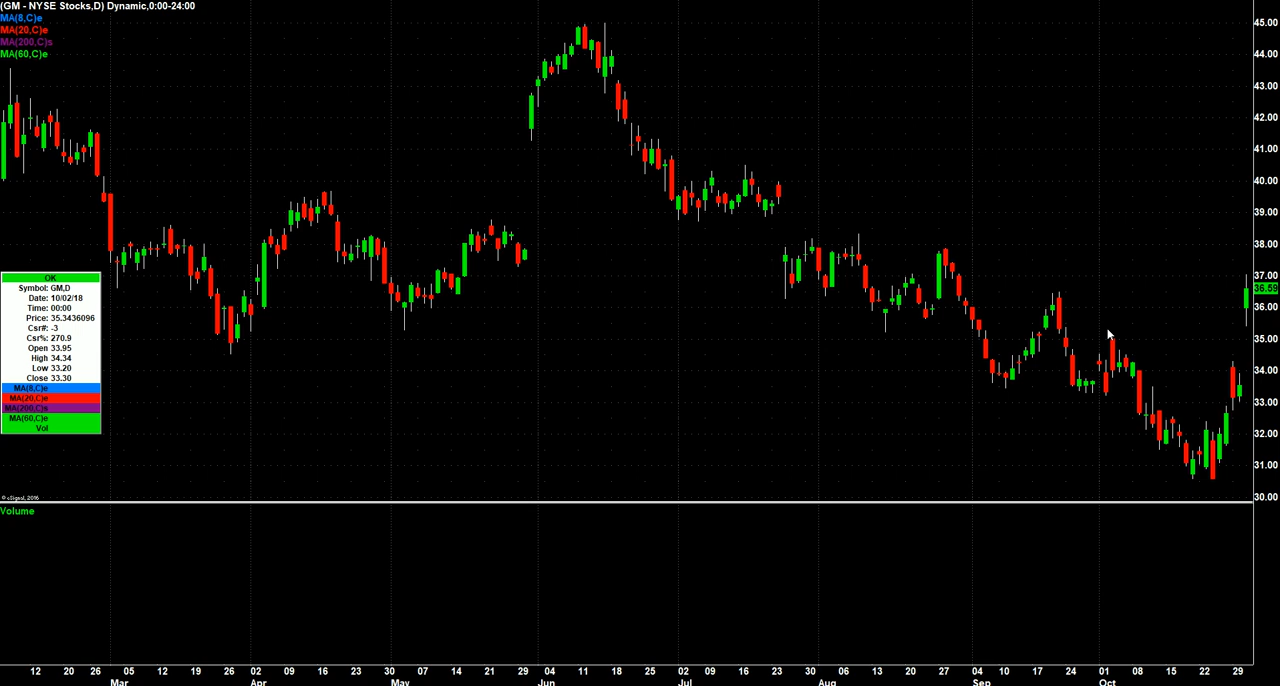 (GM - NYSE Stocks,D) Dynamic,0:00-24:00
MA(8,C)e
MA(20,C)e
MA(200,C)s
MA(60,C)e
45.00
44.00
43.00
42.00
41.00
40.00
39.00
38.00
37.00
36.59
36.00
35.00
34.00
33.00
32.00
31.00
30.00
OK
Symbol: GM,D
Date: 10/02/18
Time: 00:00
Price: 35.3436096
Csr#: -3
Csr%: 270.9
Open 33.95
High 34.34
Low 33.20
Close 33.30
MA(8,C)e
MA(20,C)e
MA(200,C)s
MA(60,C)e
Vol
© eSignal, 2016
Volume
12 20 26 05 12 19 26 02 09 16 23 30 07 14 21 29 04 11 18 25 02 09 16 23 30 06 13 20 27 04 10 17 24 01 08 15 22 29
Mar Apr May Jun Jul Aug Sep Oct